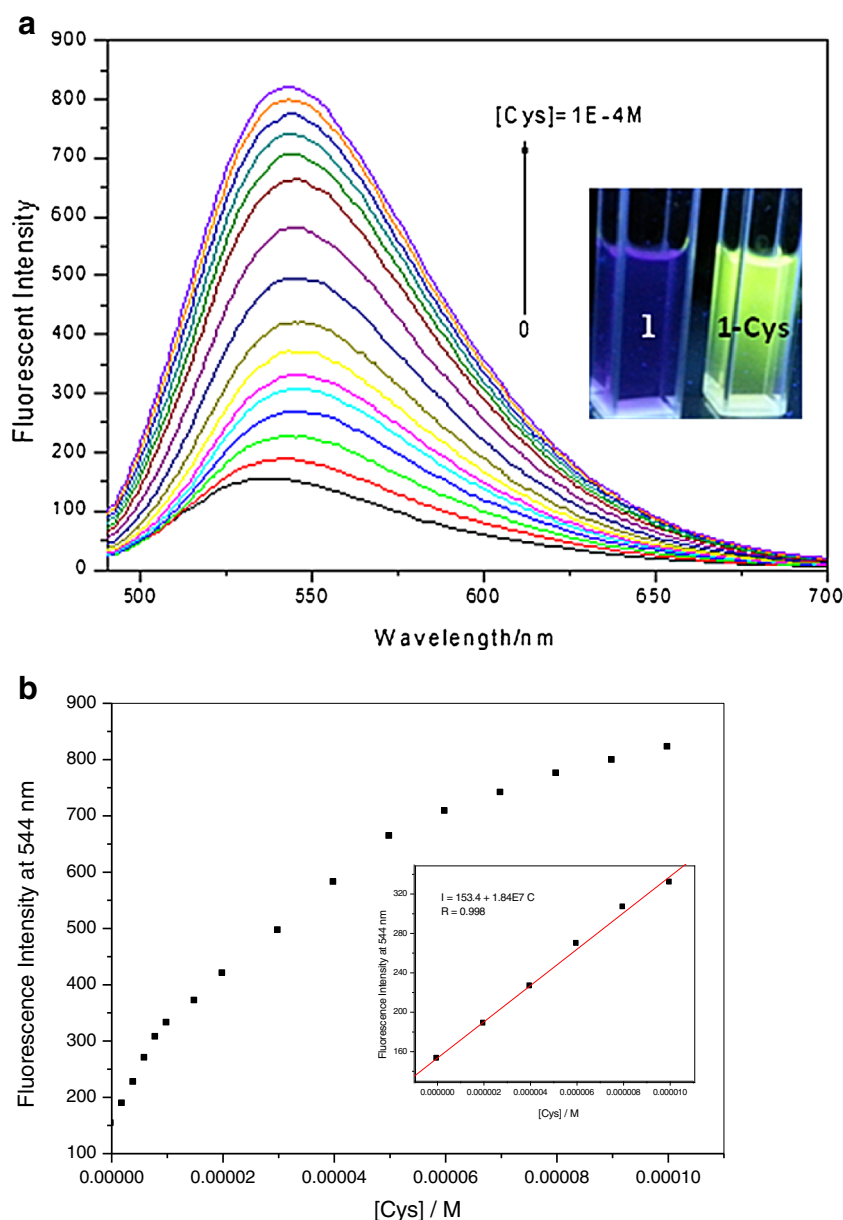 a
900
800
700
600
500
400
300
200
100
0
Fluorescent Intensity
[Cys]=1E-4M
0
1
1-Cys
500 550 600 650 700
Wavelength/nm
b
900
800
700
600
500
400
300
200
100
Fluorescence Intensity at 544 nm
I = 153.4 + 1.84E7 C
R = 0.998
320
280
240
200
160
Fluorescence Intensity at 544 nm
0.000000 0.000002 0.000004 0.000006 0.000008 0.000010
[Cys] / M
0.00000 0.00002 0.00004 0.00006 0.00008 0.00010
[Cys] / M